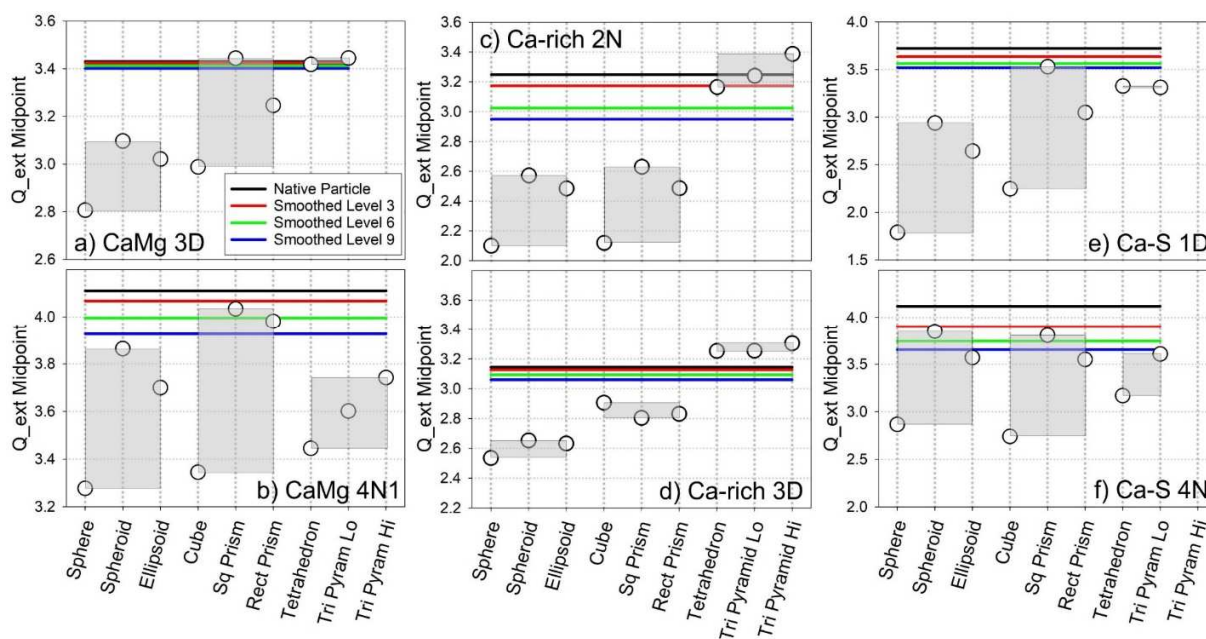 Q_ext Midpoint
3.6
3.4
3.2
3.0
2.8
2.6
Native Particle
Smoothed Level 3
Smoothed Level 6
Smoothed Level 9
a) CaMg 3D
Q_ext Midpoint
4.0
3.8
3.6
3.4
3.2
b) CaMg 4N1
Sphere
Spheroid
Ellipsoid
Cube
Sq Prism
Rect Prism
Tetrahedron
Tri Pyram Lo
Tri Pyram Hi
c) Ca-rich 2N
Q_ext Midpoint
3.6
3.4
3.2
3.0
2.8
2.6
2.4
2.2
2.0
Q_ext Midpoint
3.6
3.4
3.2
3.0
2.8
2.6
2.4
2.2
d) Ca-rich 3D
Sphere
Spheroid
Ellipsoid
Cube
Sq Prism
Rect Prism
Tetrahedron
Tri Pyramid Lo
Tri Pyramid Hi
Q_ext Midpoint
4.0
3.5
3.0
2.5
2.0
1.5
e) Ca-S 1D
Q_ext Midpoint
4.0
3.5
3.0
2.5
2.0
f) Ca-S 4N
Sphere
Spheroid
Ellipsoid
Cube
Sq Prism
Rect Prism
Tetrahedron
Tri Pyram Lo
Tri Pyram Hi